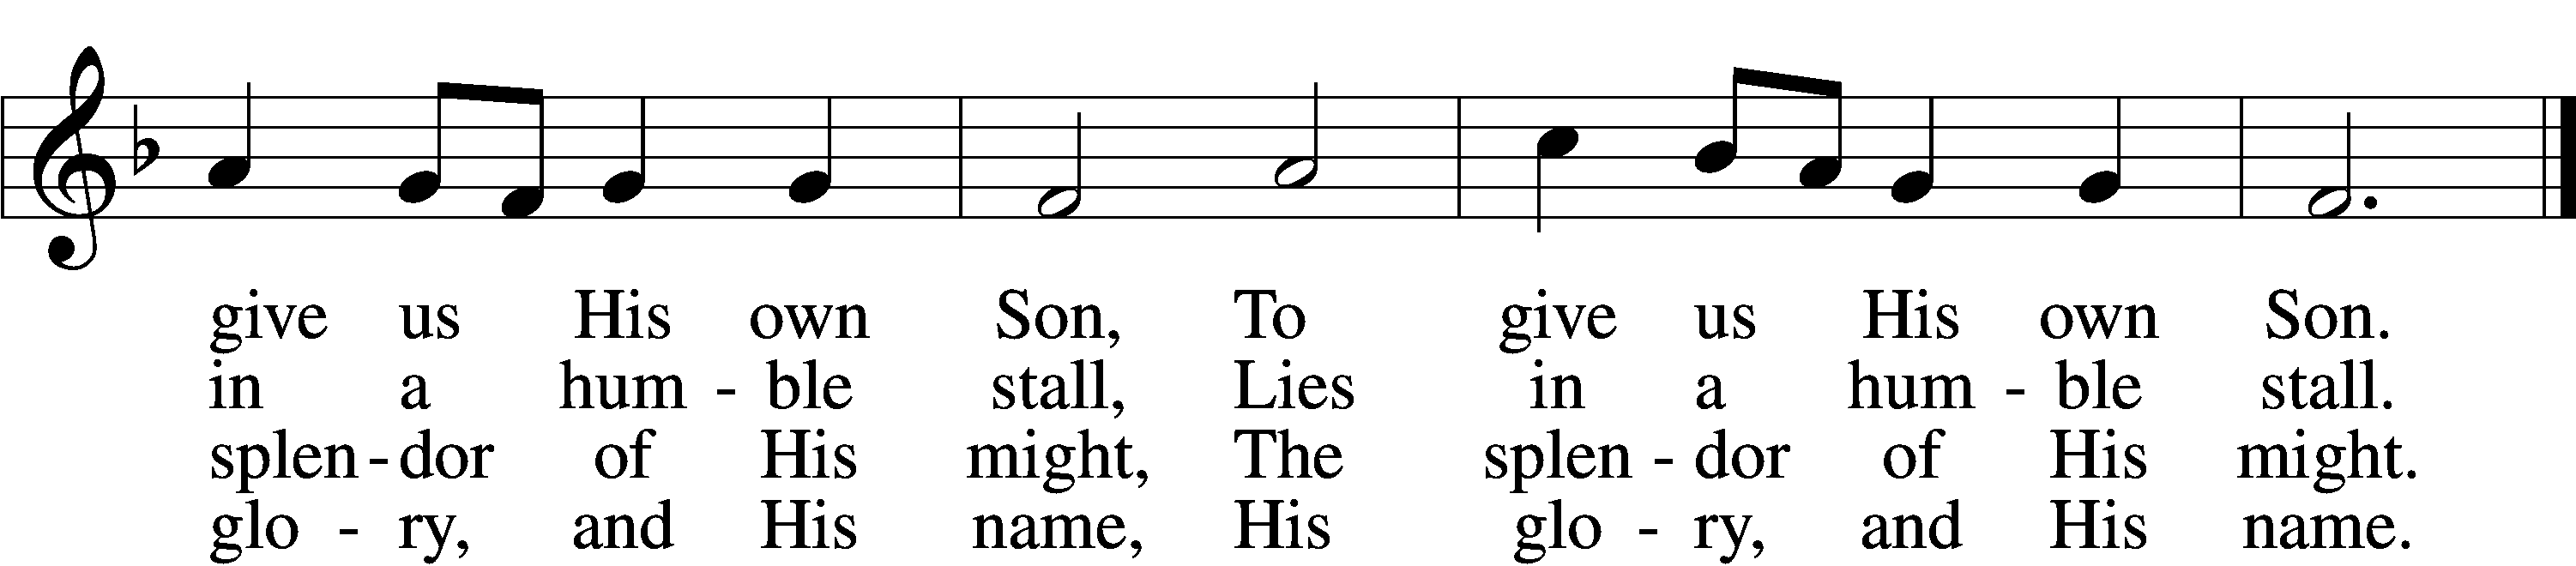 give us His own Son, To give us His own Son.
in a hum - ble stall, Lies in a hum - ble stall.
splen - dor of His might, The splen - dor of His might.
glo - ry, and His name, His glo - ry, and His name.